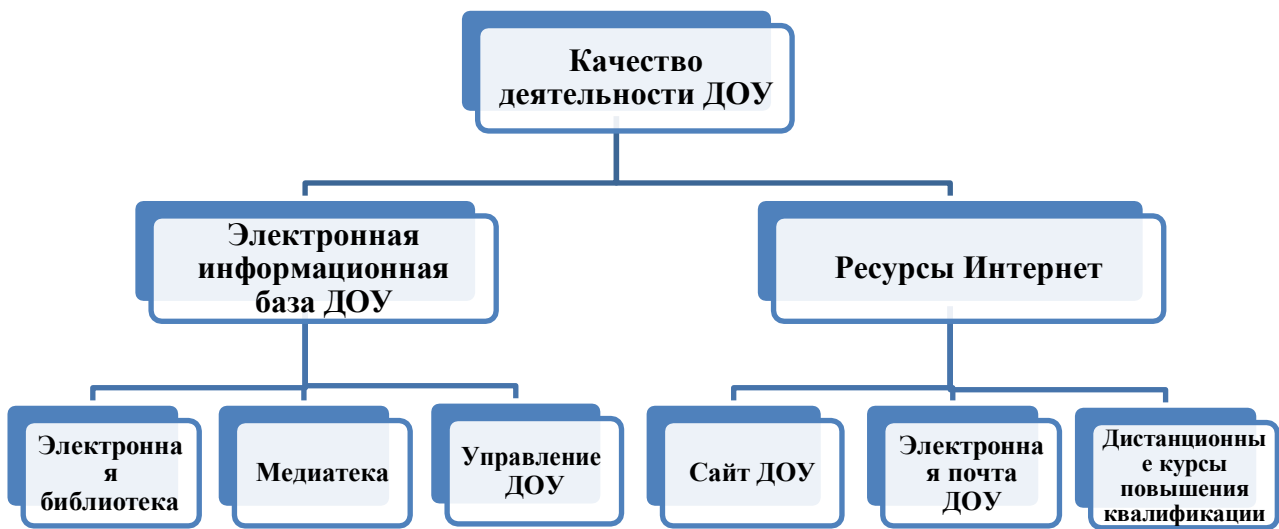 Качество
деятельности ДОУ
Электронная
информационная
база ДОУ
Ресурсы Интернет
Электронна
я
библиотека
Медиатека
Управление
ДОУ
Сайт ДОУ
Электронна
я почта
ДОУ
Дистанционны
е курсы
повышения
квалификации